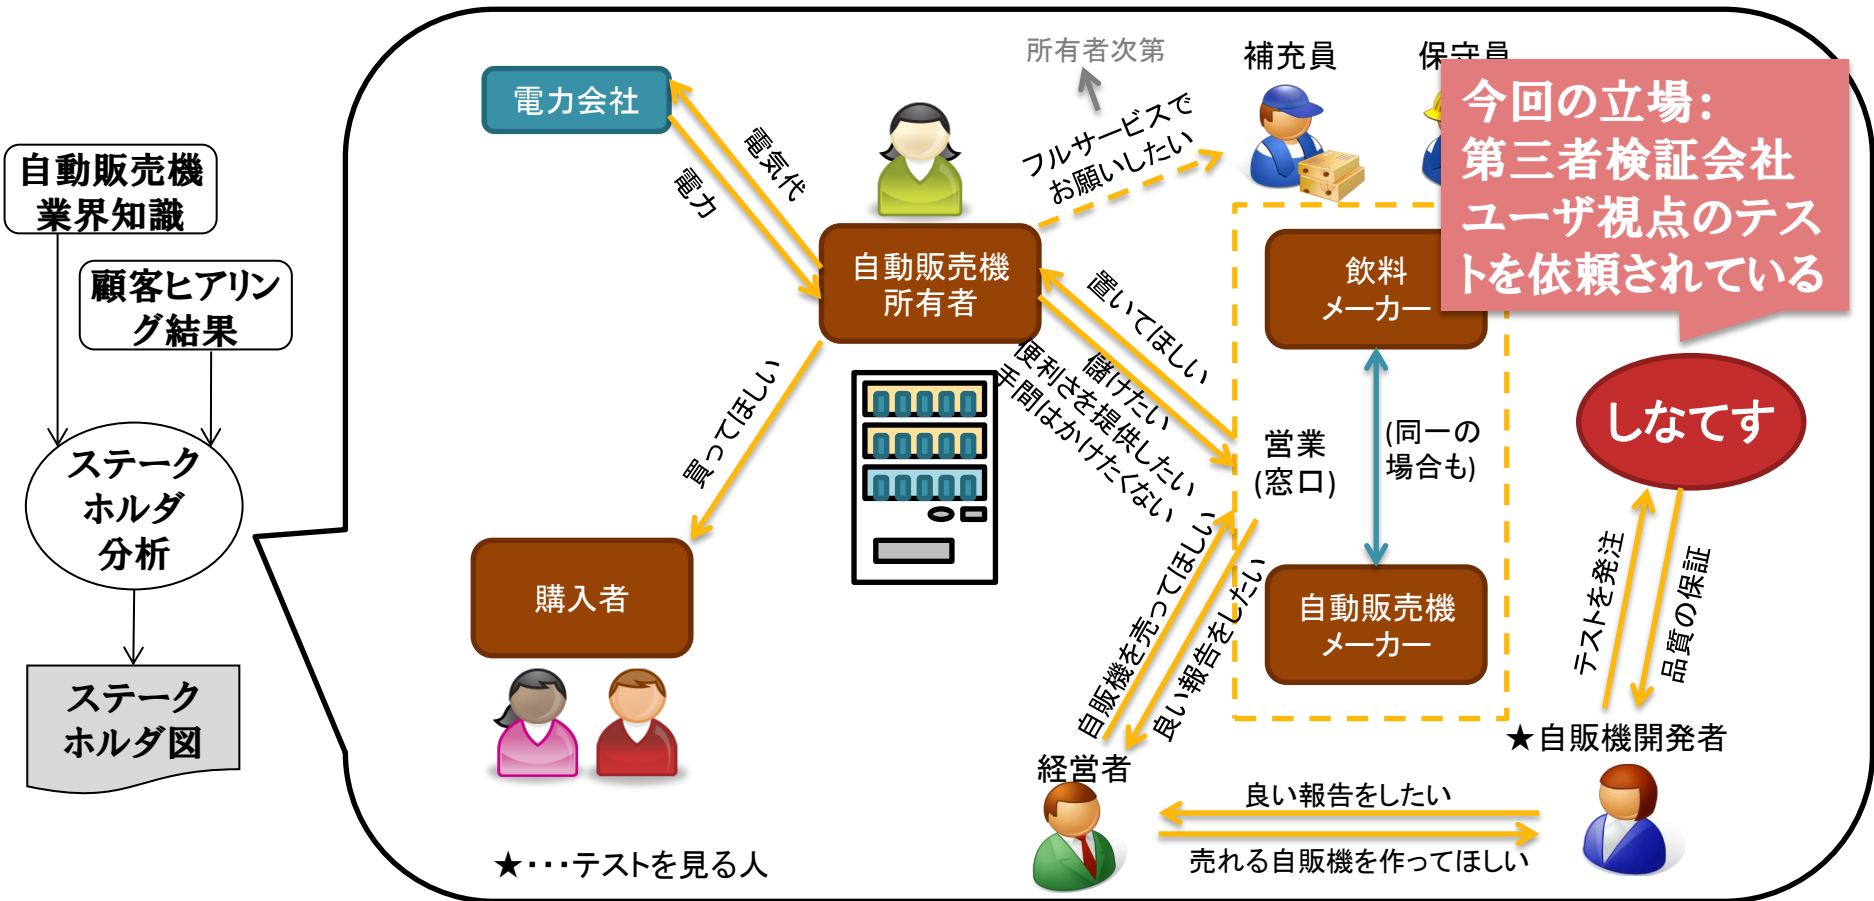 自動販売機
業界知識
顧客ヒアリン
グ結果
ステーク
ホルダ
分析
ステーク
ホルダ図
電力会社
電気代
電力
所有者次第
フルサービスで
お願いしたい
補充員
保守員
今回の立場:
第三者検証会社
ユーザ視点のテス
トを依頼されている
自動販売機
所有者
飲料
メーカー
置いてほしい
儲けたい
便利さを提供したい
手間はかけたくない
買ってほしい
営業
(窓口)
(同一の
場合も)
しなてす
購入者
自動販売機
メーカー
自販機を売ってほしい
良い報告をしたい
テストを発注
品質の保証
★自販機開発者
経営者
良い報告をしたい
売れる自販機を作ってほしい
★・・・テストを見る人